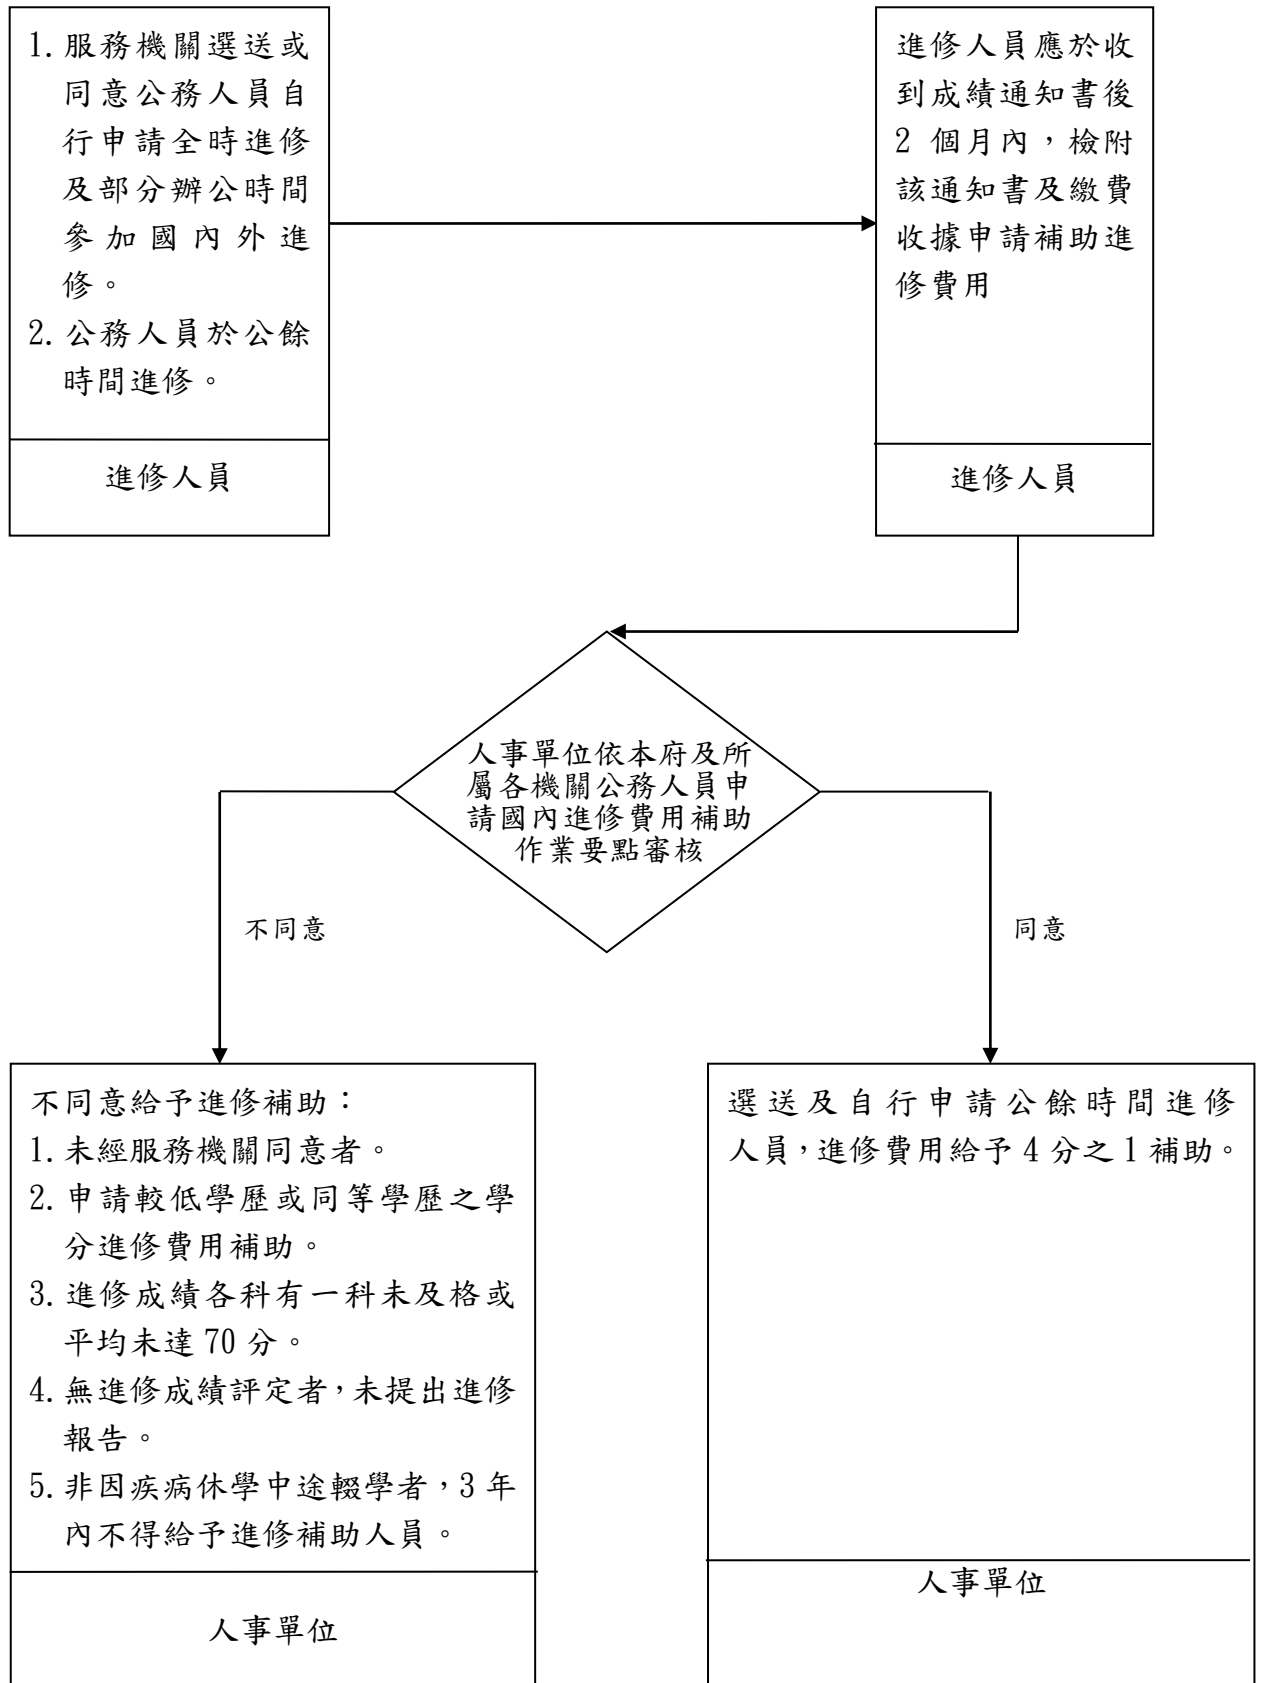 1. 服務機關選送或
同意公務人員自
行申請全時進修
及部分辦公時間
參加國內外進
修。
2. 公務人員於公餘
時間進修。
進修人員
進修人員應於收
到成績通知書後
2 個月內，檢附
該通知書及繳費
收據申請補助進
修費用
進修人員
人事單位依本府及所
屬各機關公務人員申
請國內進修費用補助
作業要點審核
不同意
同意
不同意給予進修補助：
1. 未經服務機關同意者。
2. 申請較低學歷或同等學歷之學
分進修費用補助。
3. 進修成績各科有一科未及格或
平均未達 70 分。
4. 無進修成績評定者，未提出進修
報告。
5. 非因疾病休學中途輟學者，3 年
內不得給予進修補助人員。
人事單位
選送及自行申請公餘時間進修
人員，進修費用給予 4 分之 1 補助。
人事單位